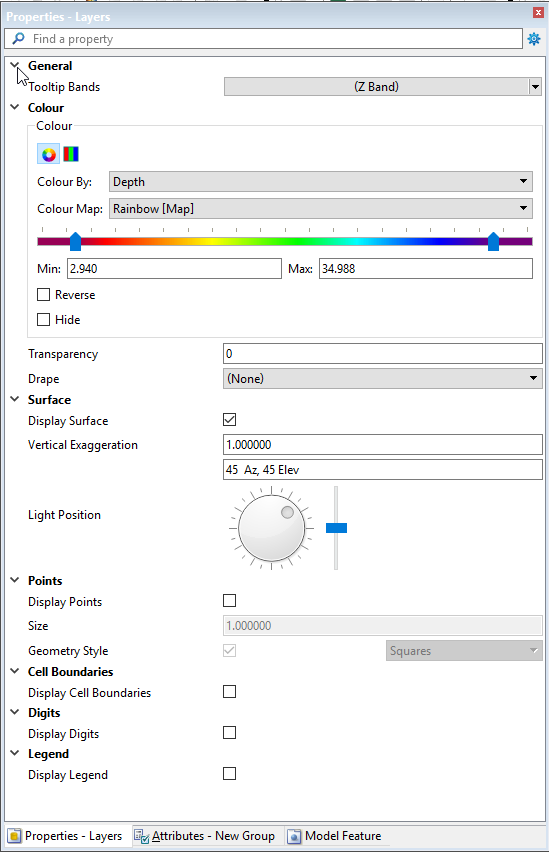 Properties - Layers
Find a property
General
Tooltip Bands (Z Band)
Colour
Colour
Colour By: Depth
Colour Map: Rainbow [Map]
Min: 2.940 Max: 34.988
Reverse
Hide
Transparency 0
Drape (None)
Surface
Display Surface
Vertical Exaggeration 1.000000
45 Az, 45 Elev
Light Position
Points
Display Points
Size 1.000000
Geometry Style Squares
Cell Boundaries
Display Cell Boundaries
Digits
Display Digits
Legend
Display Legend
Properties - Layers Attributes - New Group Model Feature